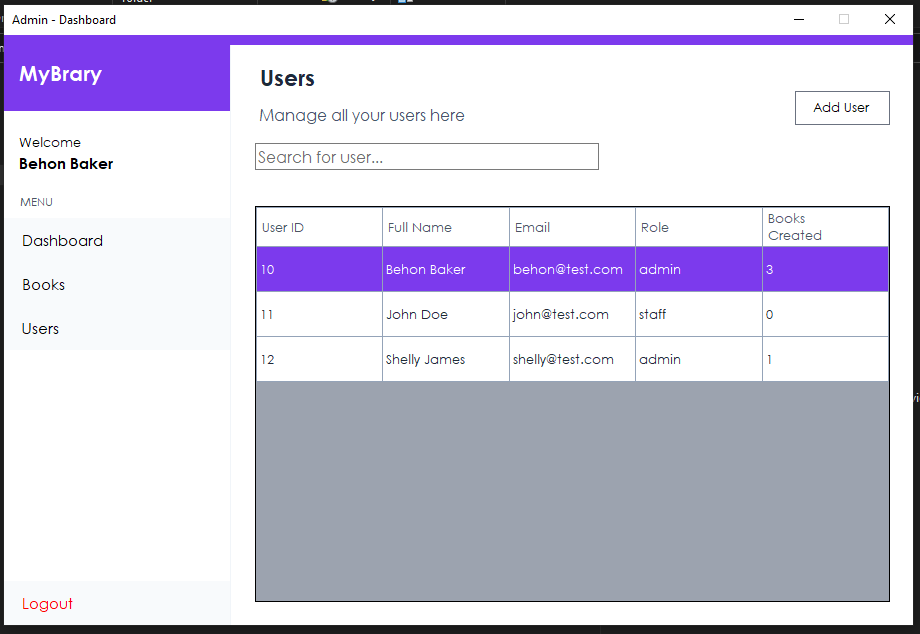 Admin - Dashboard
MyBrary
Welcome
Behon Baker
MENU
Dashboard
Books
Users
Logout
Users
Manage all your users here
Add User
Search for user...
User ID Full Name Email Role Books Created
10 Behon Baker behon@test.com admin 3
11 John Doe john@test.com staff 0
12 Shelly James shelly@test.com admin 1